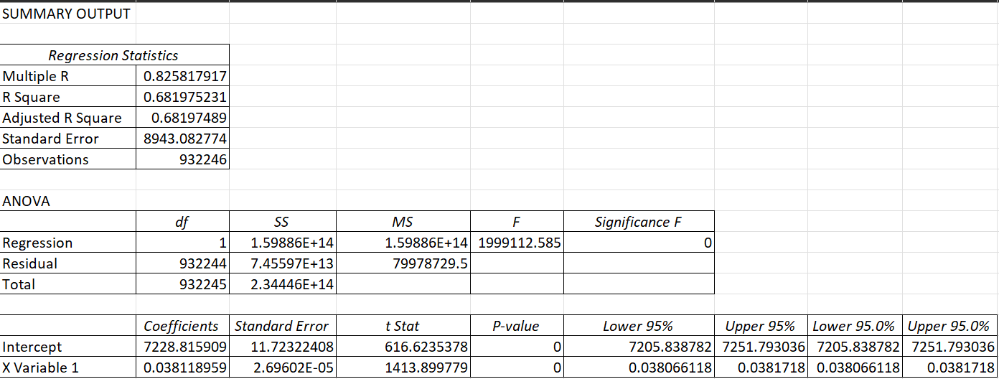 SUMMARY OUTPUT
Regression Statistics
Multiple R 0.825817917
R Square 0.681975231
Adjusted R Square 0.68197489
Standard Error 8943.082774
Observations 932246
ANOVA
df SS MS F Significance F
Regression 1 1.59886E+14 1.59886E+14 1999112.585 0
Residual 932244 7.45597E+13 79978729.5
Total 932245 2.34446E+14
Coefficients Standard Error t Stat P-value Lower 95% Upper 95% Lower 95.0% Upper 95.0%
Intercept 7228.815909 11.72322408 616.6235378 0 7205.838782 7251.793036 7205.838782 7251.793036
X Variable 1 0.038118959 2.69602E-05 1413.899779 0 0.038066118 0.0381718 0.038066118 0.0381718